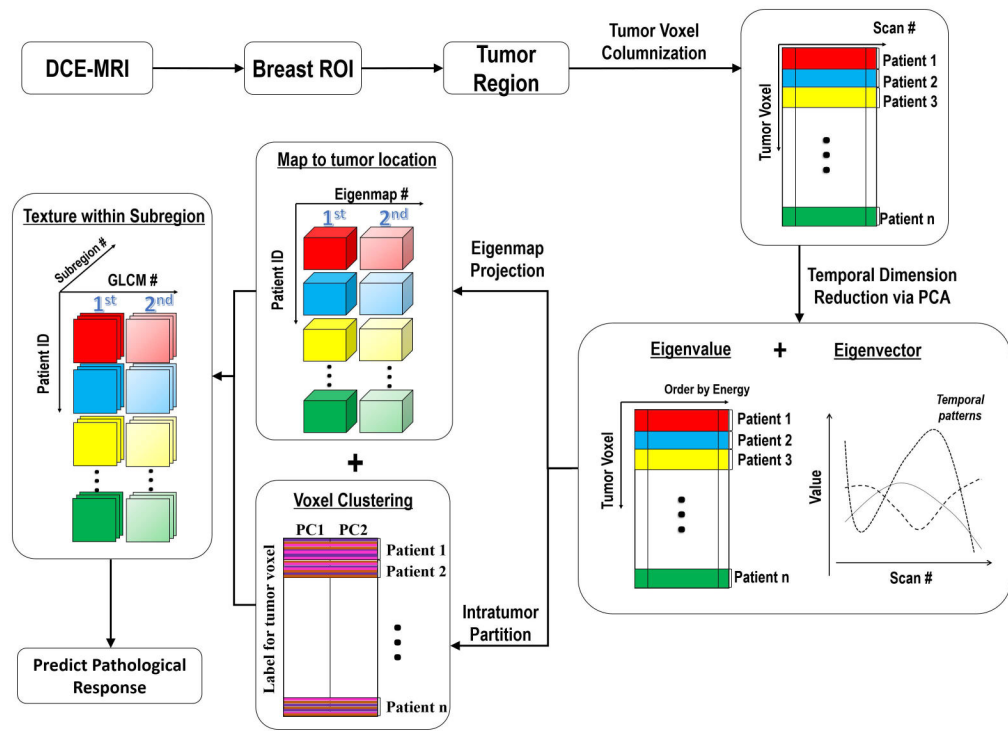 DCE-MRI
Breast ROI
Tumor
Region
Tumor Voxel
Columnization
Scan #
Tumor Voxel
Patient 1
Patient 2
Patient 3
Patient n
Temporal Dimension
Reduction via PCA
Eigenvalue
+
Eigenvector
Order by Energy
Tumor Voxel
Patient 1
Patient 2
Patient 3
Patient n
Temporal
patterns
Value
Scan #
Eigenmap
Projection
Intratumor
Partition
Map to tumor location
Eigenmap #
1st
2nd
Patient ID
+
Voxel Clustering
PC1
PC2
Label for tumor voxel
Patient 1
Patient 2
Patient n
Texture within Subregion
Subregion #
GLCM #
1st
2nd
Patient ID
Predict Pathological
Response